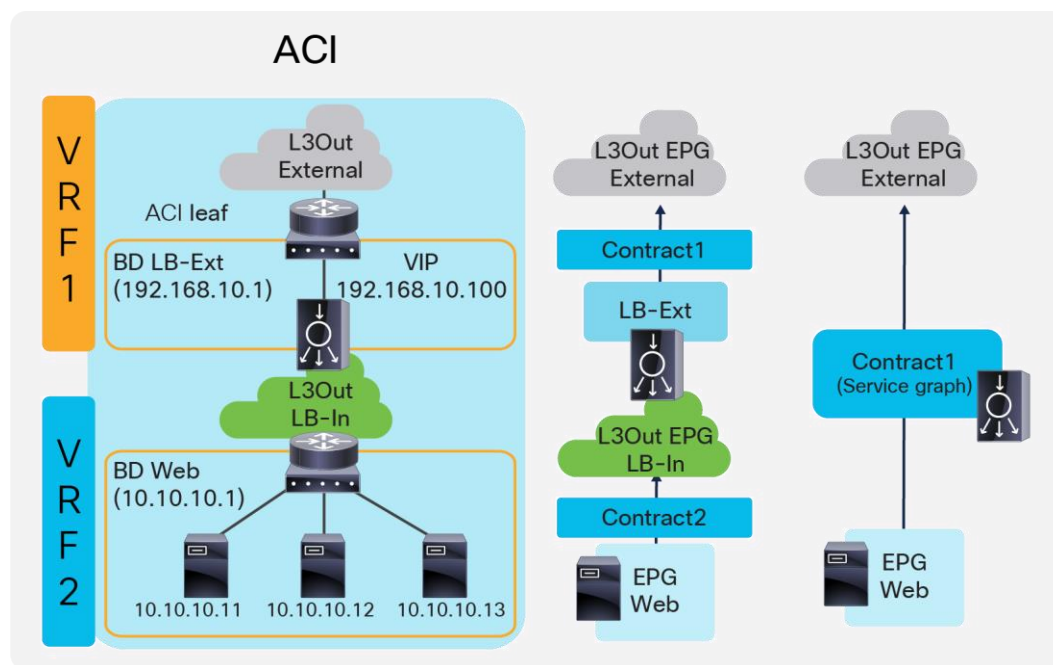 ACI
V
R
F
1
L3Out
External
ACI leaf
BD LB-Ext
(192.168.10.1)
VIP
192.168.10.100
L3Out
LB-In
V
R
F
2
BD Web
(10.10.10.1)
10.10.10.11
10.10.10.12
10.10.10.13
L3Out EPG
External
Contract1
LB-Ext
L3Out EPG
LB-In
Contract2
EPG
Web
L3Out EPG
External
Contract1
(Service graph)
EPG
Web